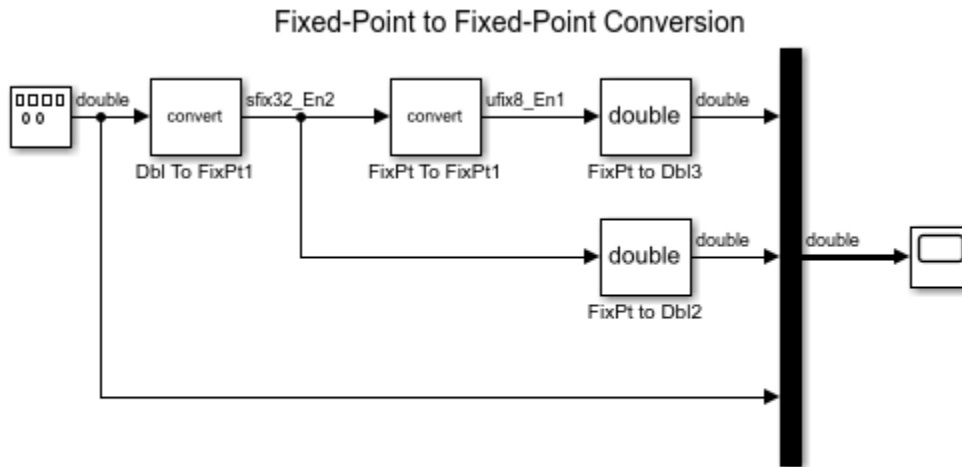 Fixed-Point to Fixed-Point Conversion
double
convert
sfix32_En2
convert
ufix8_En1
double
double
Dbl To FixPt1
FixPt To FixPt1
FixPt to Dbl3
double
double
double
FixPt to Dbl2